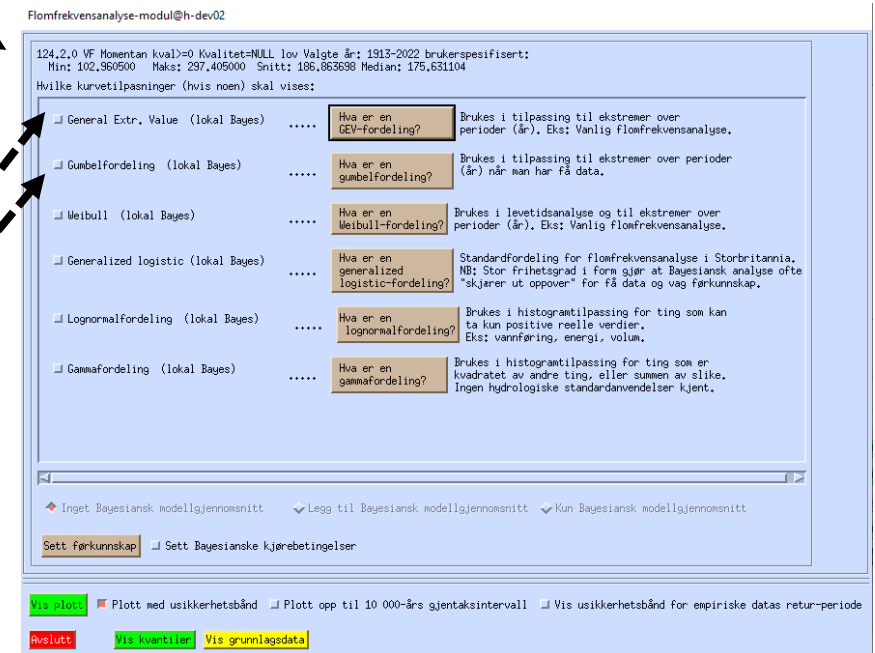 Flomfrekvensanalyse-modul@h-dev02
124.2.0 VF Momentan kval>=0 Kvalitet=NULL lov Valgte år: 1913-2022 brukerspesifisert:
Min: 102.960500 Maks: 297.405000 Snitt: 186.863698 Median: 175.631104
Hvilke kurvetilpasninger (hvis noen) skal vises:
General Extr. Value (lokal Bayes) ..... Hva er en GEV-fordeling? Brukes i tilpassing til ekstremer over
perioder (år). Eks: Vanlig flomfrekvensanalyse.
Gumbelfordeling (lokal Bayes) ..... Hva er en gumbelfordeling? Brukes i tilpassing til ekstremer over perioder
(år) når man har få data.
Weibull (lokal Bayes) ..... Hva er en Weibull-fordeling? Brukes i levetidsanalyse og til ekstremer over
perioder (år). Eks: Vanlig flomfrekvensanalyse.
Generalized logistic (lokal Bayes) ..... Hva er en generalized logistic-fordeling? Standardfordeling for flomfrekvensanalyse i Storbritannia.
NB: Stor frihetsgrad i form gjør at Bayesiansk analyse ofte
"skjærer ut oppover" for få data og vag førkunnskap.
Lognormalfordeling (lokal Bayes) ..... Hva er en lognormalfordeling? Brukes i histogramtilpassing for ting som kan
ta kun positive reelle verdier.
Eks: vannføring, energi, volum.
Gammafordeling (lokal Bayes) ..... Hva er en gammafordeling? Brukes i histogramtilpassing for ting som er
kvadratet av andre ting, eller summen av slike.
Ingen hydrologiske standardanvendelser kjent.
Inget Bayesiansk modellgjennomsnitt Legg til Bayesiansk modellgjennomsnitt Kun Bayesiansk modellgjennomsnitt
Sett førkunnskap Sett Bayesianske kjørebetingelser
Vis plott Plott med usikkerhetsbånd Plott opp til 10 000-års gjentaksintervall Vis usikkerhetsbånd for empiriske datas retur-periode
Avslutt Vis kvantiler Vis grunnlagsdata